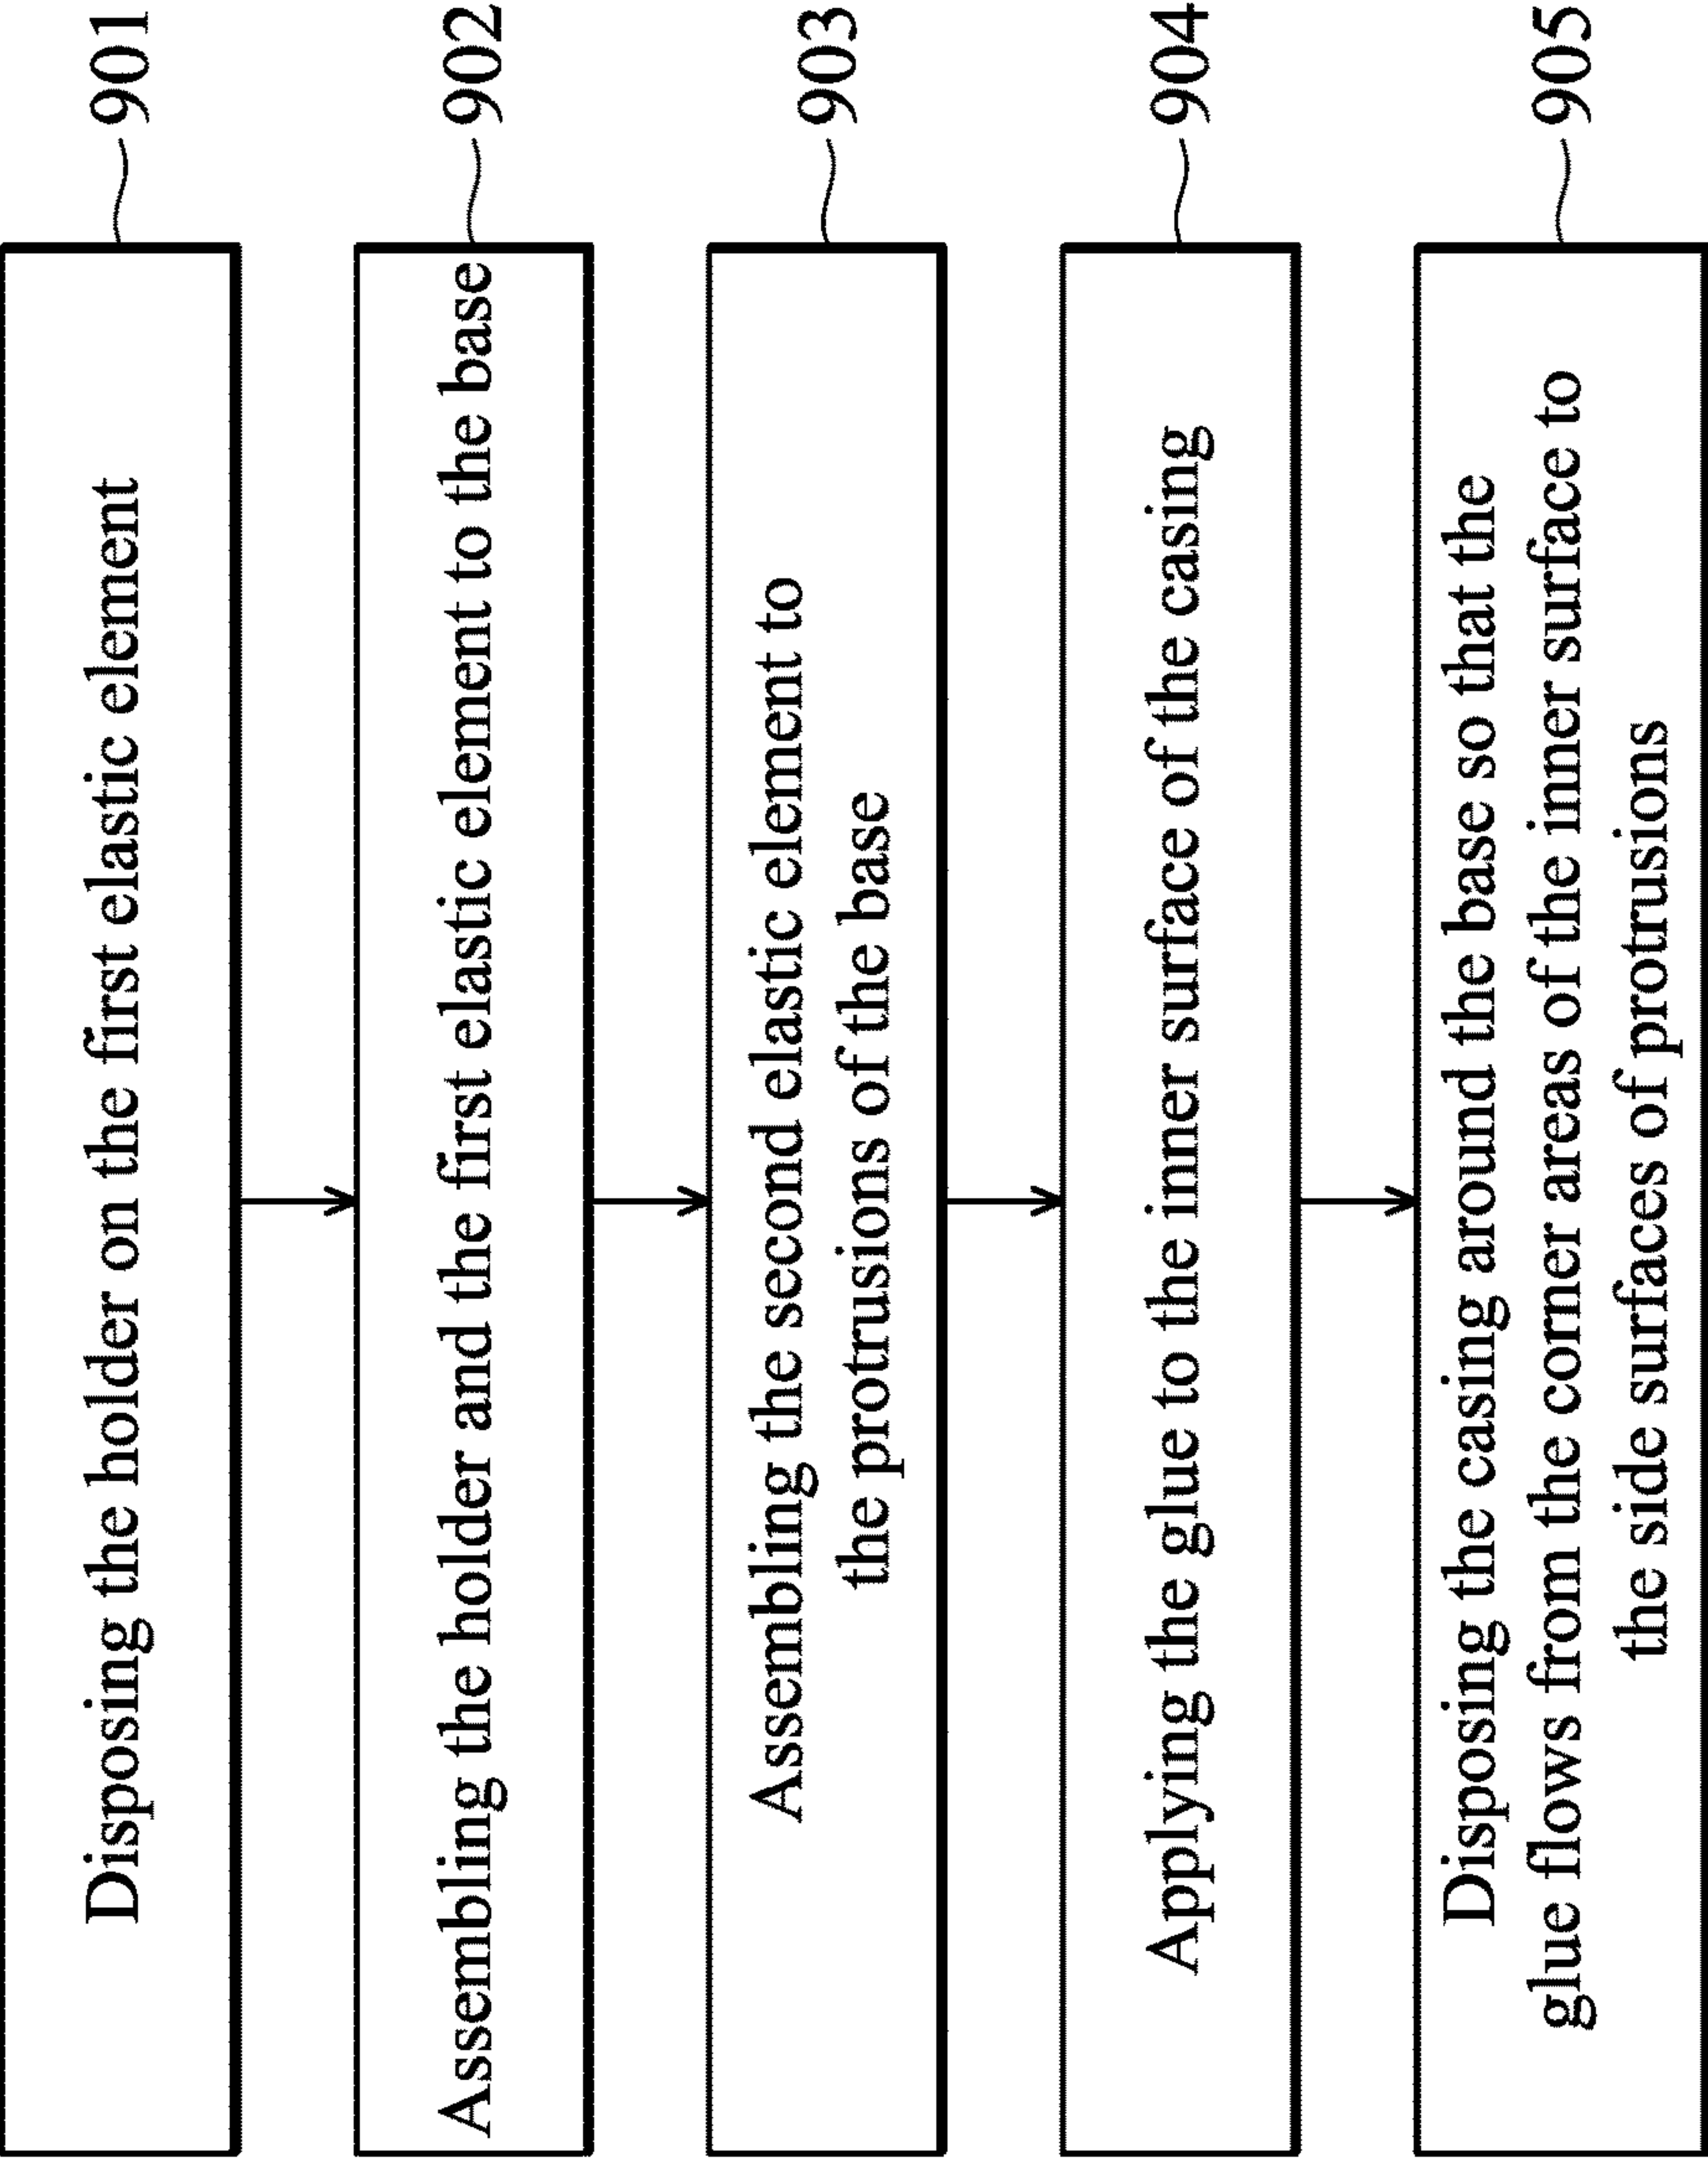 Disposing the holder on the first elastic element
901
Assembling the holder and the first elastic element to the base
902
Assembling the second elastic element to
the protrusions of the base
903
Applying the glue to the inner surface of the casing
904
Disposing the casing around the base so that the
glue flows from the corner areas of the inner surface to
the side surfaces of protrusions
905